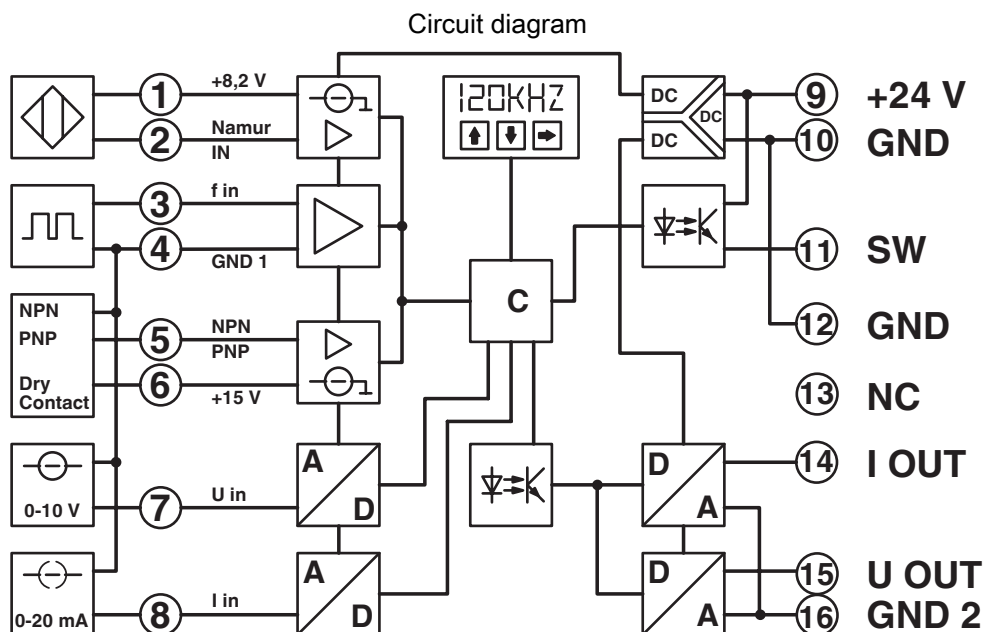 Circuit diagram
1 +8,2 V
2 Namur
IN
3 f in
4 GND 1
NPN
PNP
Dry
Contact
5 NPN
PNP
6 +15 V
0-10 V
7 U in
0-20 mA
8 I in
120KHZ
C
A
D
A
D
DC
DC
DC
D
A
D
A
9 +24 V
10 GND
11 SW
12 GND
13 NC
14 I OUT
15 U OUT
16 GND 2